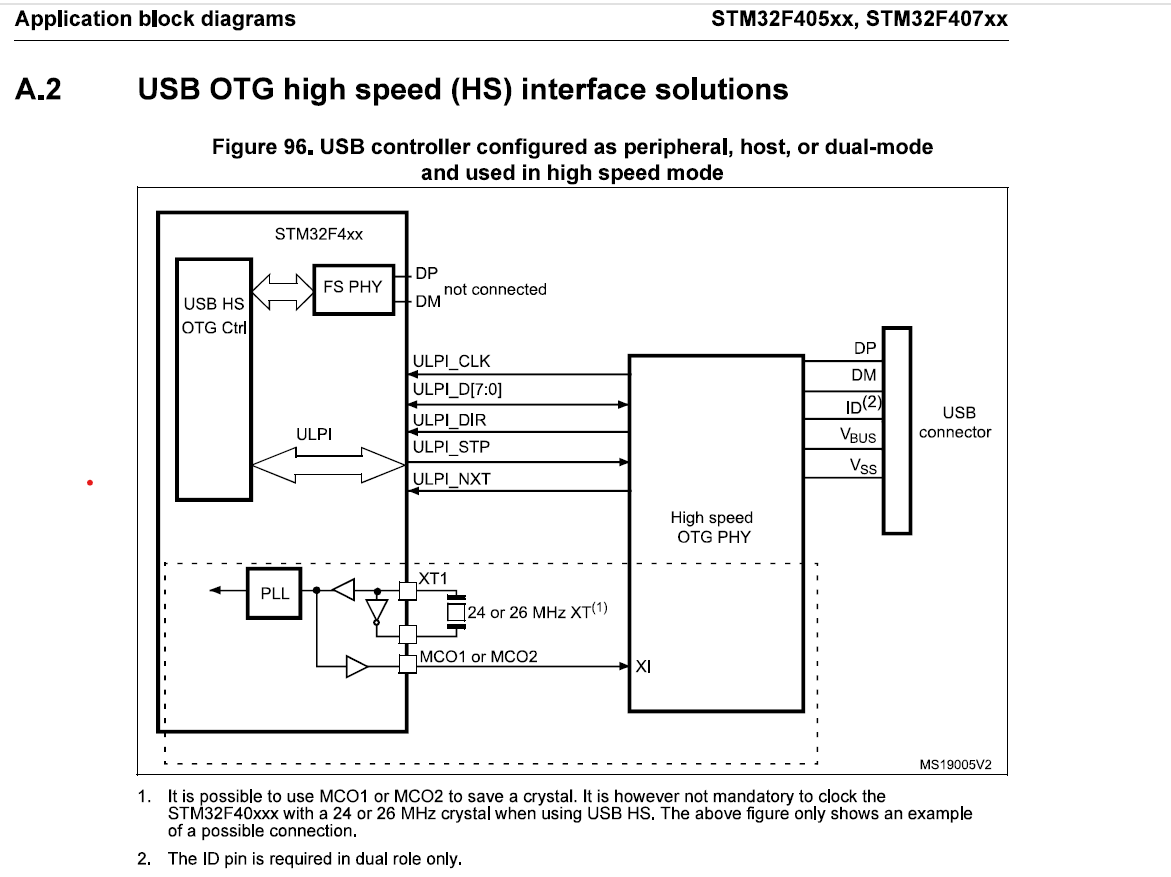 Application block diagrams
STM32F405xx, STM32F407xx
A.2 USB OTG high speed (HS) interface solutions
Figure 96. USB controller configured as peripheral, host, or dual-mode
and used in high speed mode
STM32F4xx
FS PHY
DP
DM
not connected
USB HS
OTG Ctrl
ULPI_CLK
ULPI_D[7:0]
ULPI_DIR
ULPI_STP
ULPI_NXT
ULPI
High speed
OTG PHY
DP
DM
ID(2)
VBUS
VSS
USB
connector
PLL
XT1
24 or 26 MHz XT(1)
MCO1 or MCO2
XI
MS19005V2
1. It is possible to use MCO1 or MCO2 to save a crystal. It is however not mandatory to clock the
STM32F40xxx with a 24 or 26 MHz crystal when using USB HS. The above figure only shows an example
of a possible connection.
2. The ID pin is required in dual role only.